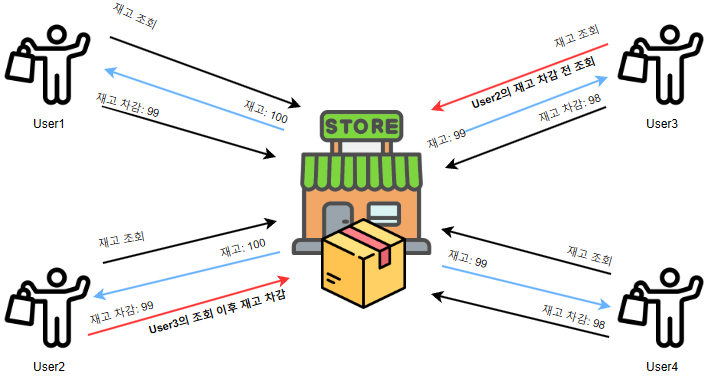 재고 조회
재고: 100
재고 차감: 99
User1
재고 조회
User2의 재고 차감 전 조회
재고: 99
재고 차감: 98
User3
STORE
재고 조회
재고: 100
재고 차감: 99
User3의 조회 이후 재고 차감
User2
재고 조회
재고: 99
재고 차감: 98
User4